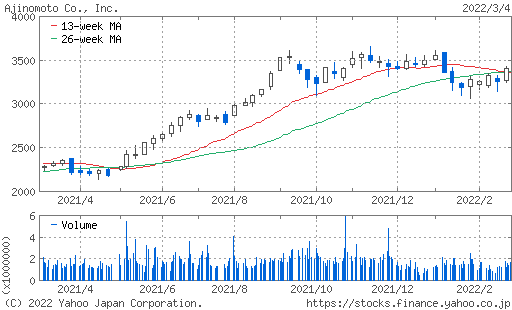 Ajinomoto Co., Inc. 2022/3/4
4000
13-week MA
26-week MA
3500
3000
2500
2000
2021/4 2021/6 2021/8 2021/10 2021/12 2022/2
6
Volume
4
2
0
(x1000000)
2021/4 2021/6 2021/8 2021/10 2021/12 2022/2
(C) 2022 Yahoo Japan Corporation. https://stocks.finance.yahoo.co.jp/